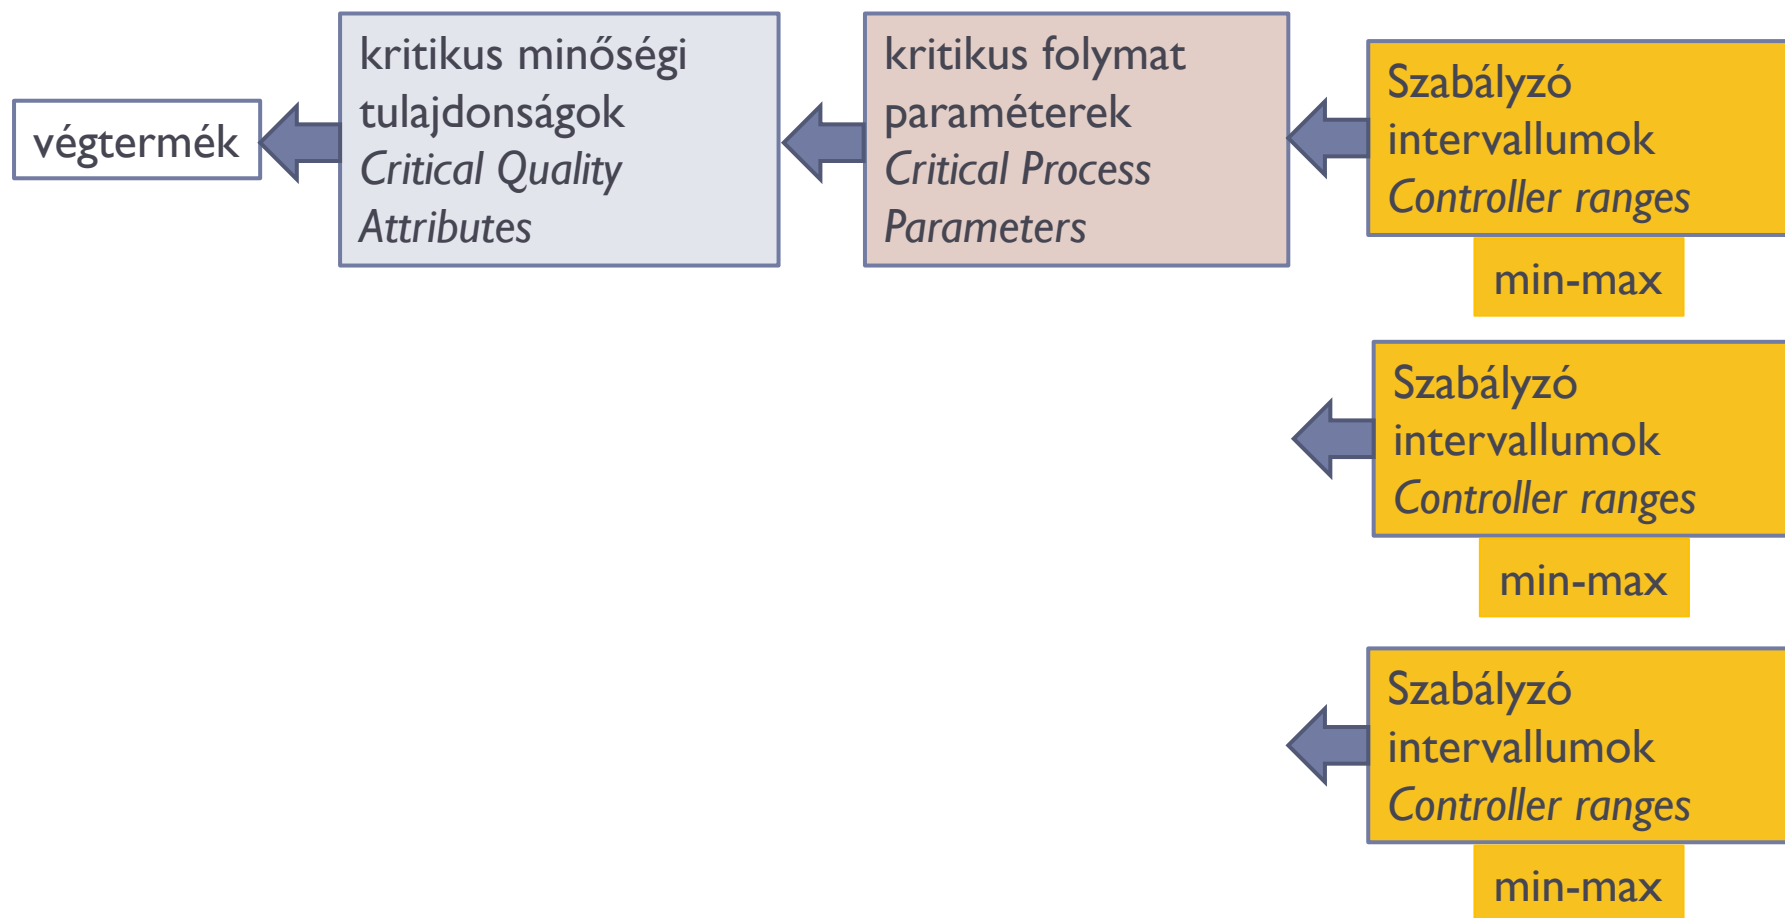 végtermék
kritikus minőségi
tulajdonságok
Critical Quality
Attributes
kritikus folymat
paraméterek
Critical Process
Parameters
Szabályzó
intervallumok
Controller ranges
min-max
Szabályzó
intervallumok
Controller ranges
min-max
Szabályzó
intervallumok
Controller ranges
min-max